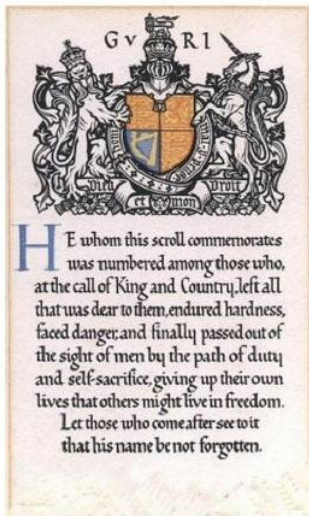 G v R I
Dieu et mon Droit
HE whom this scroll commemorates
was numbered among those who,
at the call of King and Country, left all
that was dear to them, endured hardness,
faced danger, and finally passed out of
the sight of men by the path of duty
and self-sacrifice, giving up their own
lives that others might live in freedom.
Let those who come after see to it
that his name be not forgotten.